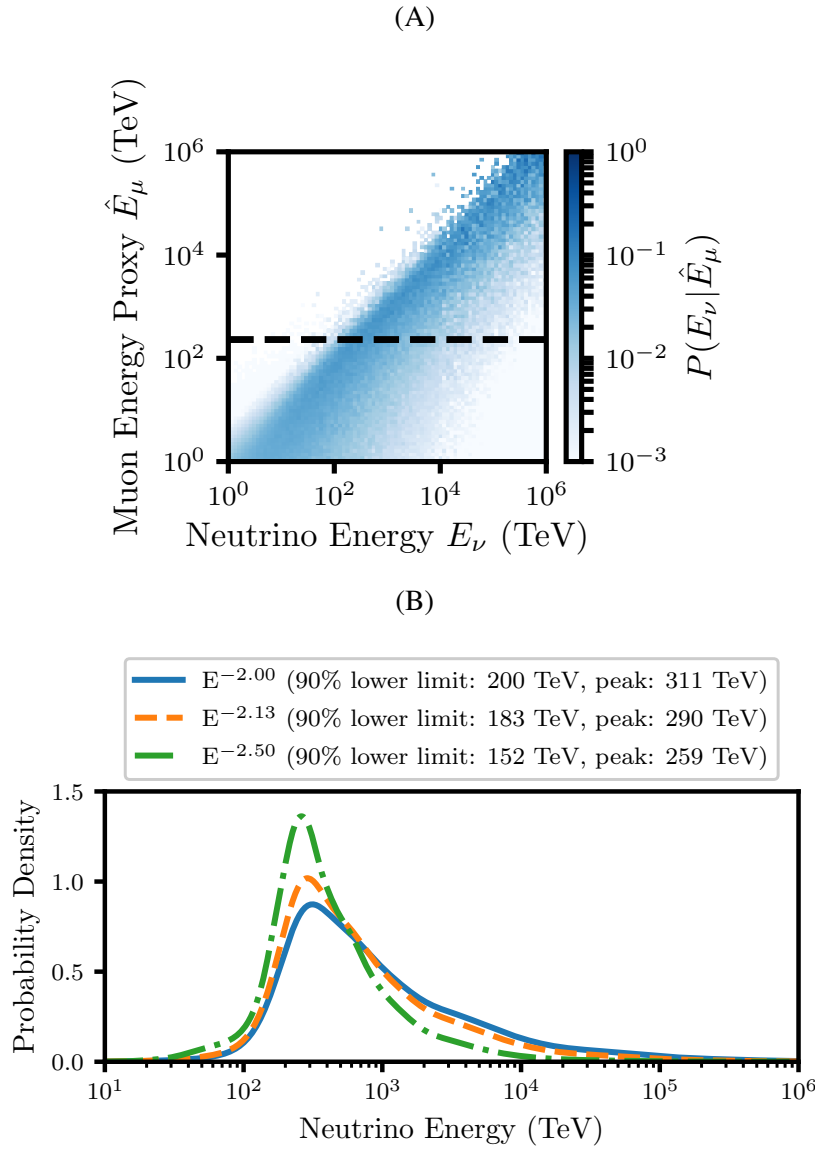 (A)
Muon Energy Proxy Êμ (TeV)
10^6
10^4
10^2
10^0
10^0 10^2 10^4 10^6
Neutrino Energy Eν (TeV)
10^0
10^-1
10^-2
10^-3
P(Eν|Êμ)
(B)
E^-2.00 (90% lower limit: 200 TeV, peak: 311 TeV)
E^-2.13 (90% lower limit: 183 TeV, peak: 290 TeV)
E^-2.50 (90% lower limit: 152 TeV, peak: 259 TeV)
Probability Density
1.5
1.0
0.5
0.0
10^1 10^2 10^3 10^4 10^5 10^6
Neutrino Energy (TeV)